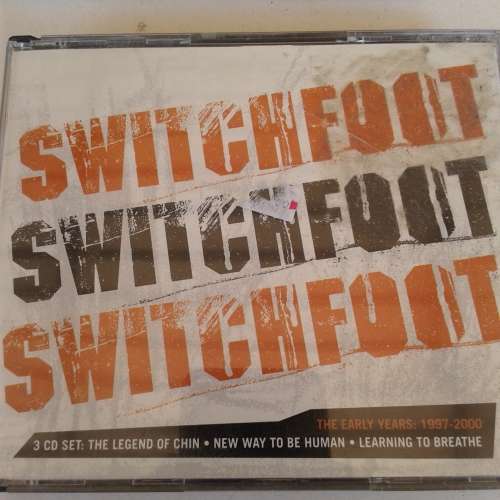 SWITCHFOOT
SWITCHFOOT
SWITCHFOOT
THE EARLY YEARS: 1997-2000
3 CD SET: THE LEGEND OF CHIN • NEW WAY TO BE HUMAN • LEARNING TO BREATHE